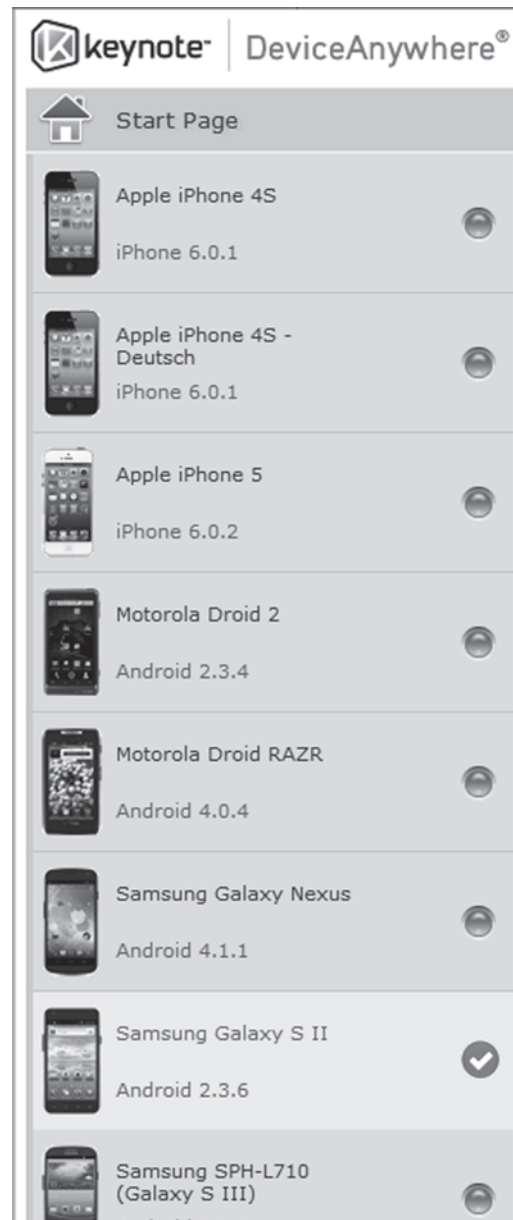 keynote™ DeviceAnywhere®
Start Page
Apple iPhone 4S
iPhone 6.0.1
Apple iPhone 4S -
Deutsch
iPhone 6.0.1
Apple iPhone 5
iPhone 6.0.2
Motorola Droid 2
Android 2.3.4
Motorola Droid RAZR
Android 4.0.4
Samsung Galaxy Nexus
Android 4.1.1
Samsung Galaxy S II
Android 2.3.6
Samsung SPH-L710
(Galaxy S III)